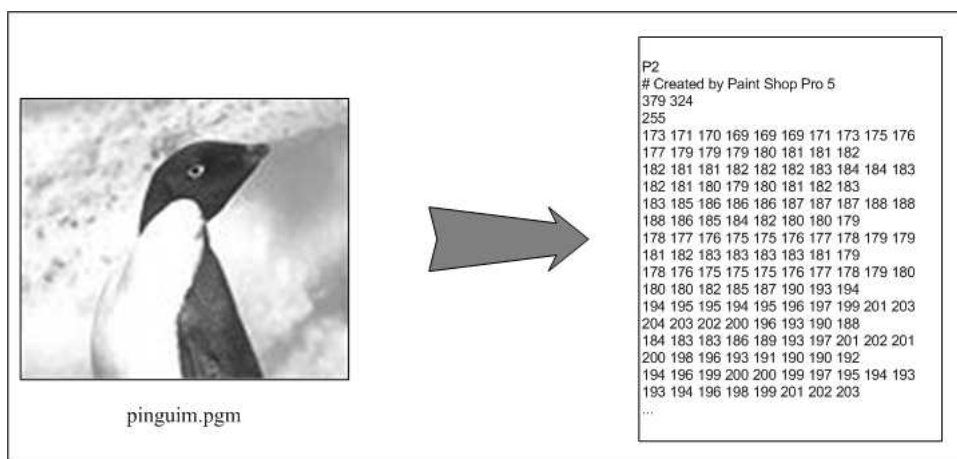 pinguim.pgm
P2
# Created by Paint Shop Pro 5
379 324
255
173 171 170 169 169 169 171 173 175 176
177 179 179 179 180 181 181 182
182 181 181 182 182 182 183 184 184 183
182 181 180 179 180 181 182 183
183 185 186 186 186 187 187 187 188 188
188 186 185 184 182 180 180 179
178 177 176 175 175 176 177 178 179 179
181 182 183 183 183 183 181 179
178 176 175 175 175 176 177 178 179 180
180 180 182 185 187 190 193 194
194 195 195 194 195 196 197 199 201 203
204 203 202 200 196 193 190 188
184 183 183 186 189 193 197 201 202 201
200 198 196 193 191 190 190 192
194 196 199 200 200 199 197 195 194 193
193 194 196 198 199 201 202 203
...